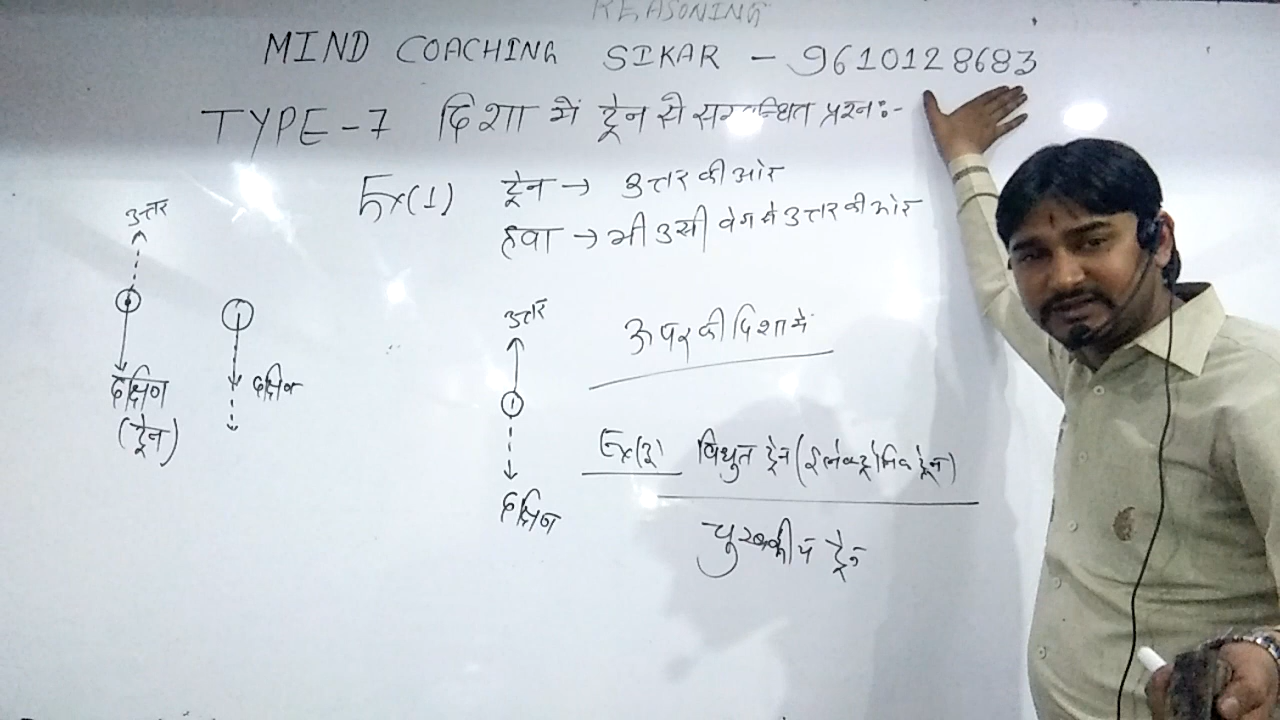 REASONING
MIND COACHING SIKAR - 9610128683
TYPE-7 दिशा में ट्रेन से सम्बन्धित प्रश्न:-
Ex(1) ट्रेन → उत्तर की ओर
हवा → भी उसी वेग से उत्तर की ओर
उत्तर
दक्षिण
(ट्रेन)
दक्षिण
उत्तर
दक्षिण
ऊपर की दिशा में
Ex(2) विधुत ट्रेन (इलेक्ट्रोनिक ट्रेन)
चुम्बकीय ट्रेन